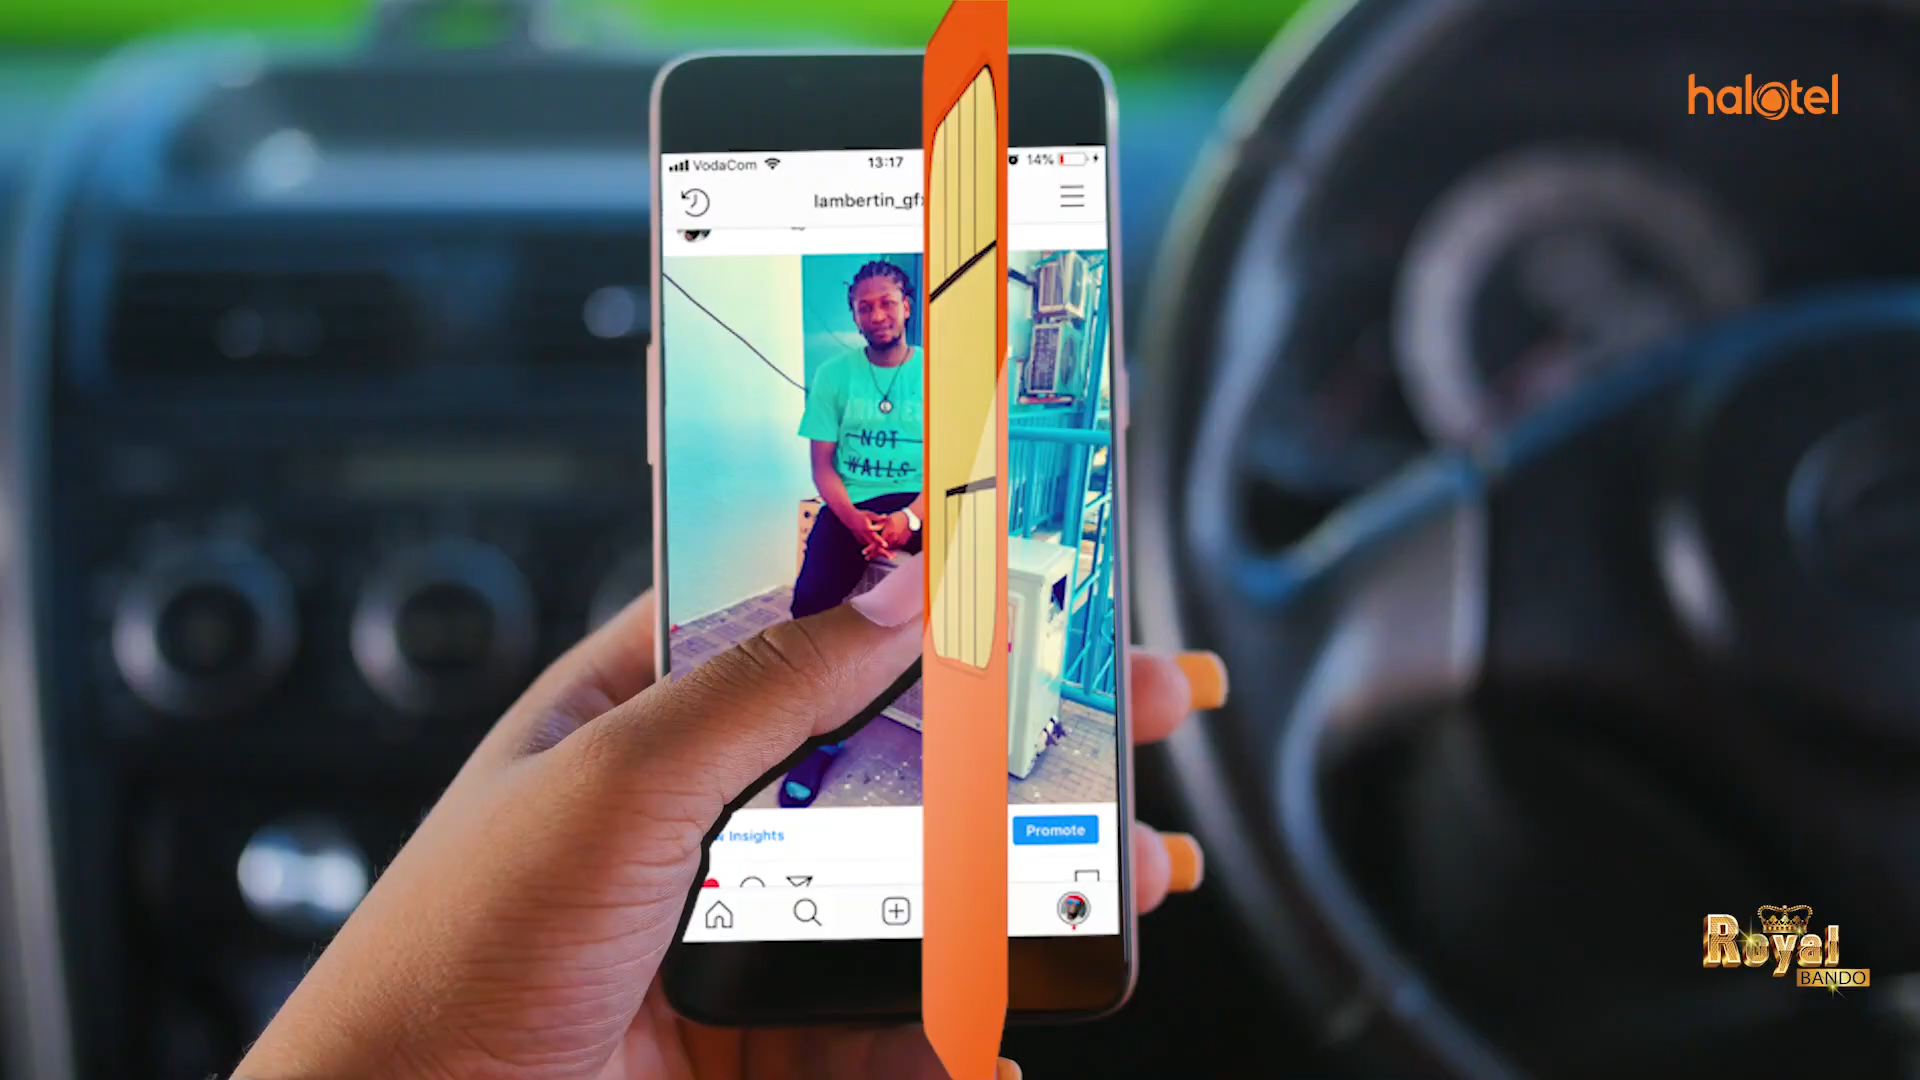 halotel
VodaCom
13:17
14%
lambertin_gf
NOT
WALLS
Insights
Promote
Royal
BANDO